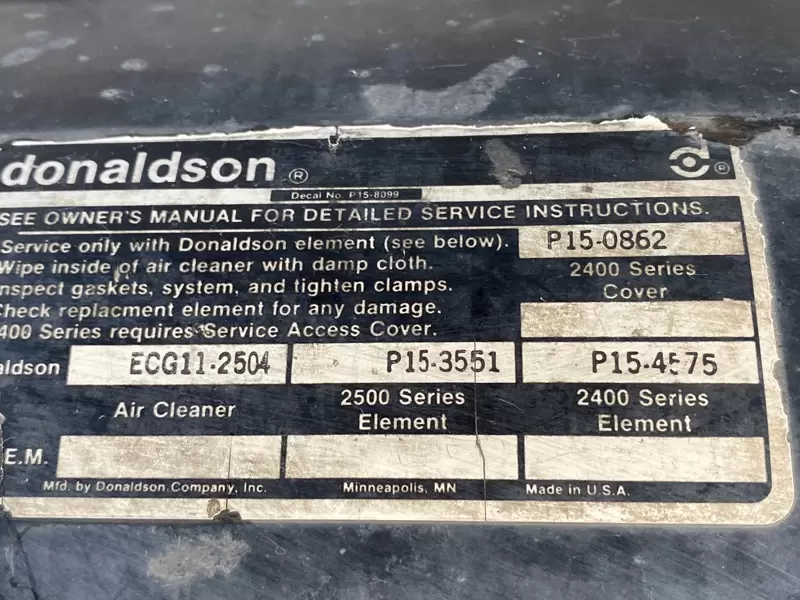 donaldson ®
Decal No. P15-8099
SEE OWNER'S MANUAL FOR DETAILED SERVICE INSTRUCTIONS.
Service only with Donaldson element (see below).
Wipe inside of air cleaner with damp cloth.
nspect gaskets, system, and tighten clamps.
Check replacment element for any damage.
400 Series requires Service Access Cover.
P15-0862
2400 Series
Cover
®
aldson ECG11-2504 P15-3551 P15-4575
Air Cleaner 2500 Series 2400 Series
Element Element
E.M.
Mfd. by Donaldson Company, Inc. Minneapolis, MN Made in U.S.A.